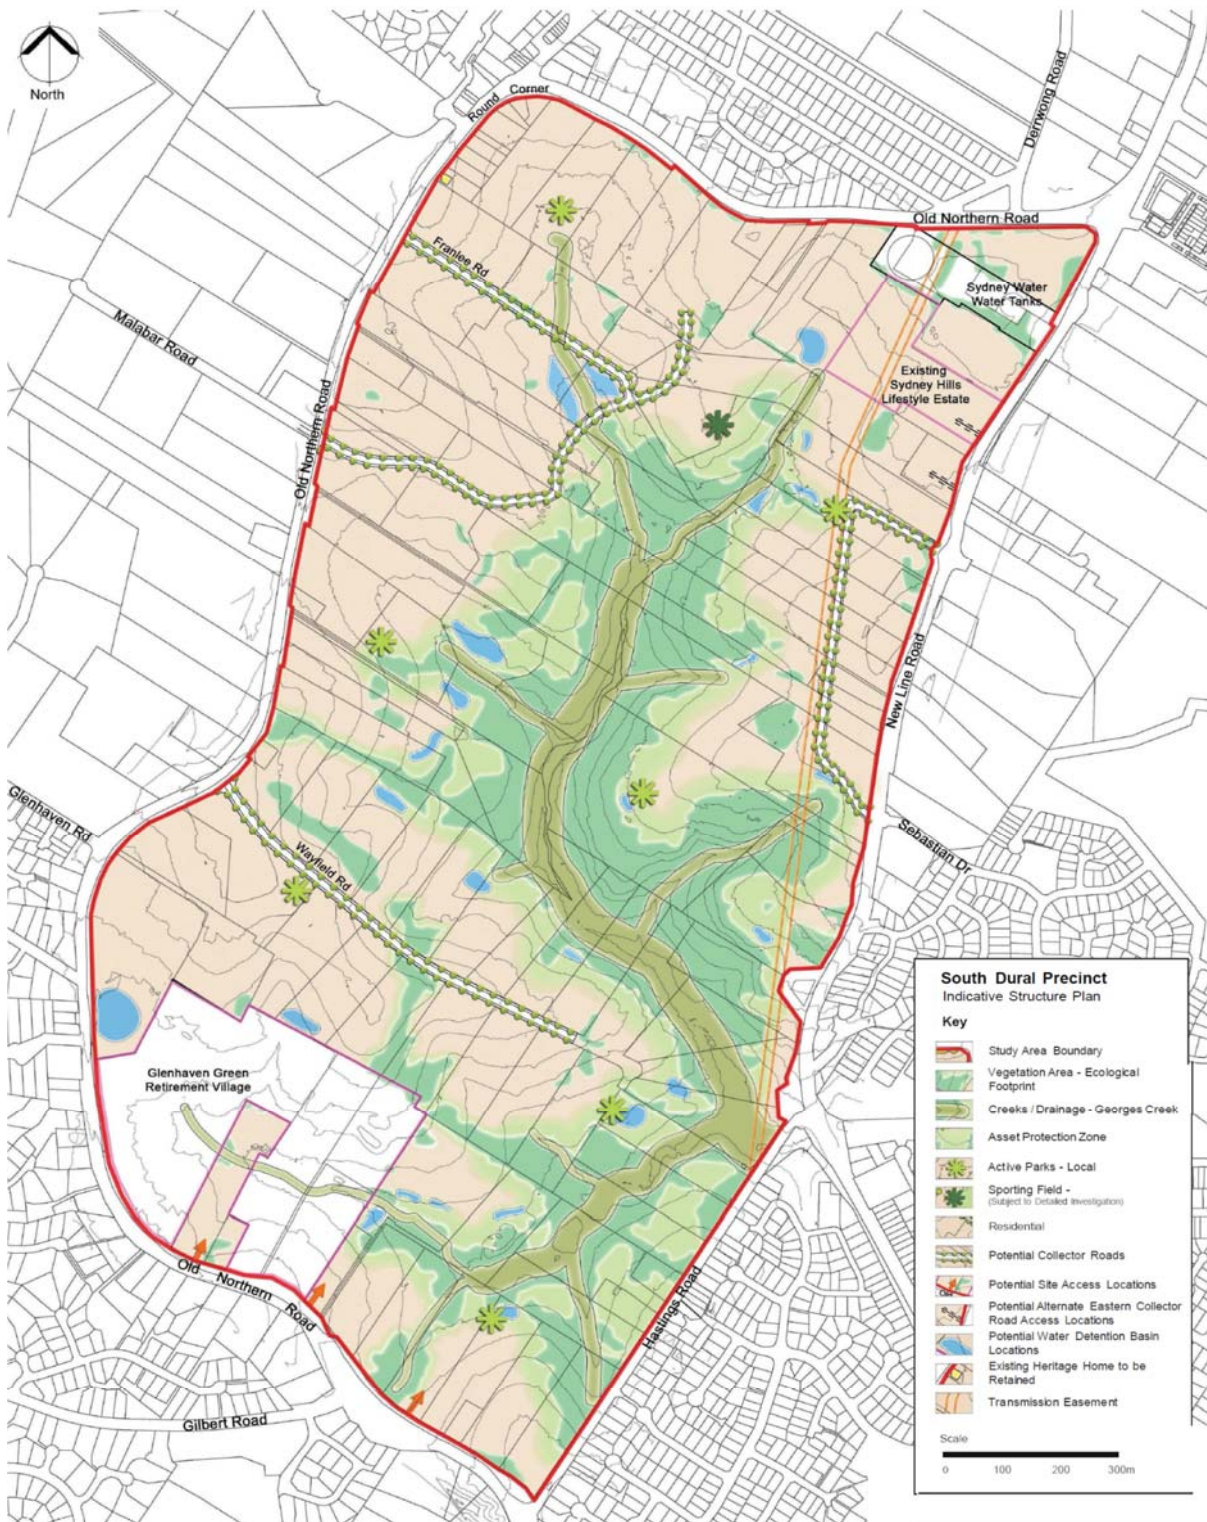 North
Round Corner
Derrwong Road
Old Northern Road
Franlee Rd
Sydney Water
Water Tanks
Malabar Road
Existing
Sydney Hills
Lifestyle Estate
Old Northern Road
New Line Road
Glenhaven Rd
Sebastian Dr
Wayfield Rd
Glenhaven Green
Retirement Village
Old Northern Road
Hastings Road
Gilbert Road
South Dural Precinct
Indicative Structure Plan
Key
Study Area Boundary
Vegetation Area - Ecological
Footprint
Creeks / Drainage - Georges Creek
Asset Protection Zone
Active Parks - Local
Sporting Field -
(Subject to Detailed Investigation)
Residential
Potential Collector Roads
Potential Site Access Locations
Potential Alternate Eastern Collector
Road Access Locations
Potential Water Detention Basin
Locations
Existing Heritage Home to be
Retained
Transmission Easement
Scale
0 100 200 300m